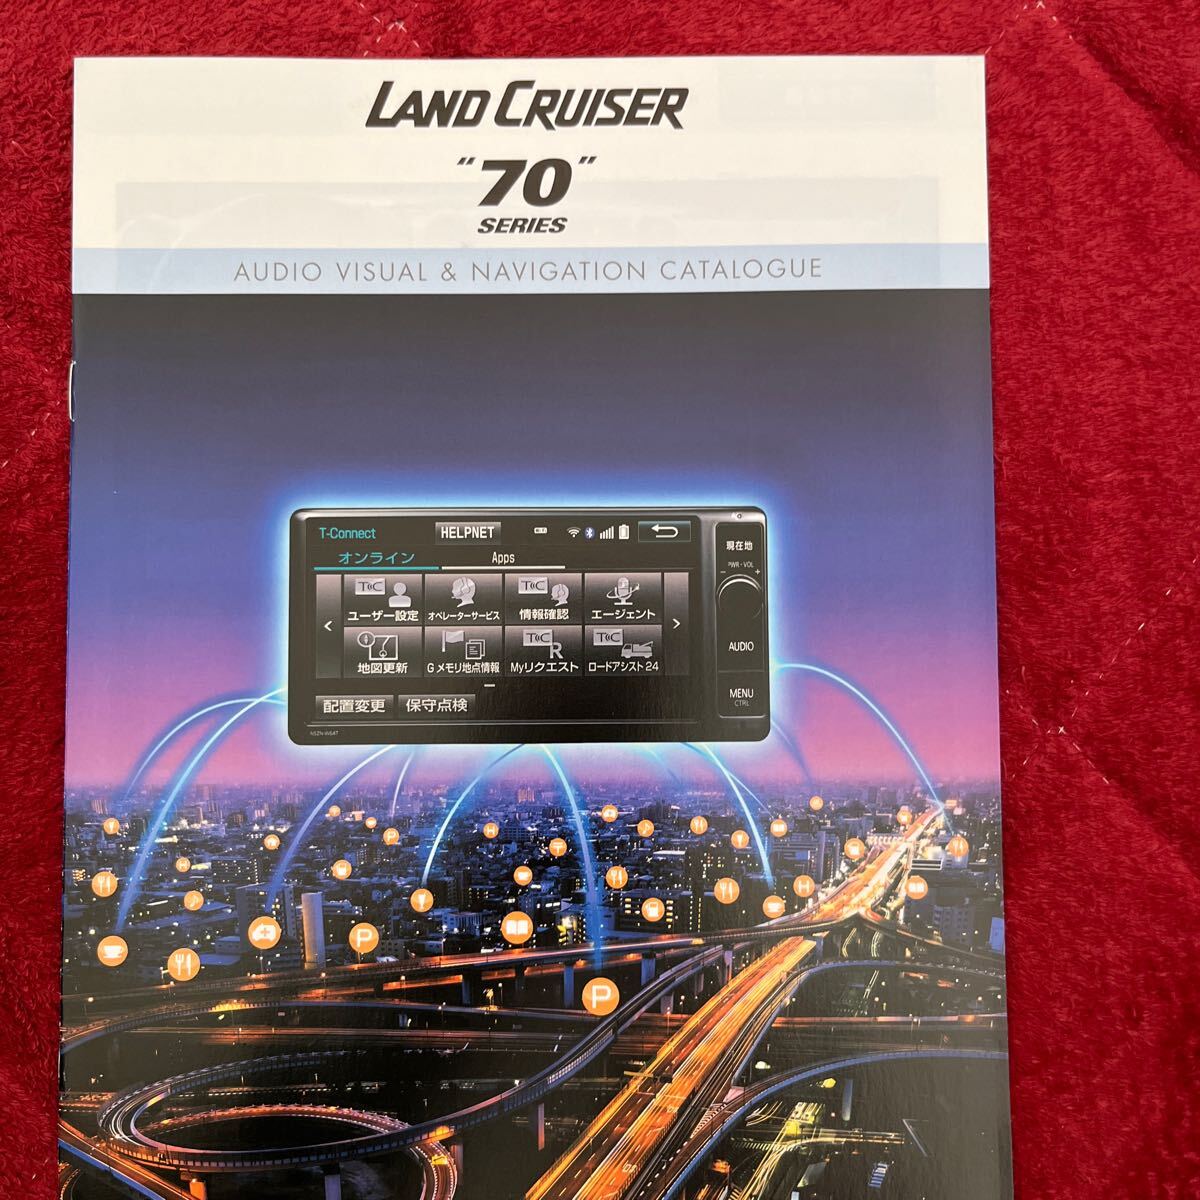 LAND CRUISER
"70"
SERIES
AUDIO VISUAL & NAVIGATION CATALOGUE
T-Connect HELPNET
オンライン Apps
現在地
PWR・VOL
- +
T C T C
ユーザー設定 オペレーターサービス 情報確認 エージェント
< >
AUDIO
T C R T C
地図更新 Gメモリ地点情報 Myリクエスト ロードアシスト24
MENU
CTRL
配置変更 保守点検
NSZN-W64T
P
H
P
P